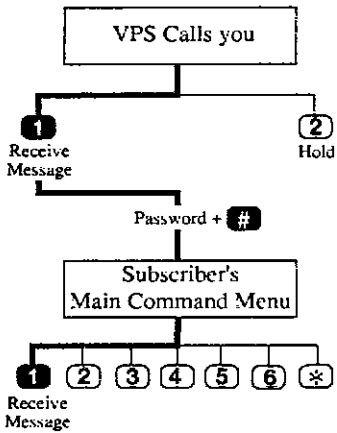 VPS Calls you
1
2
Receive
Message
Hold
Password + #
Subscriber's
Main Command Menu
1 2 3 4 5 6 *
Receive
Message